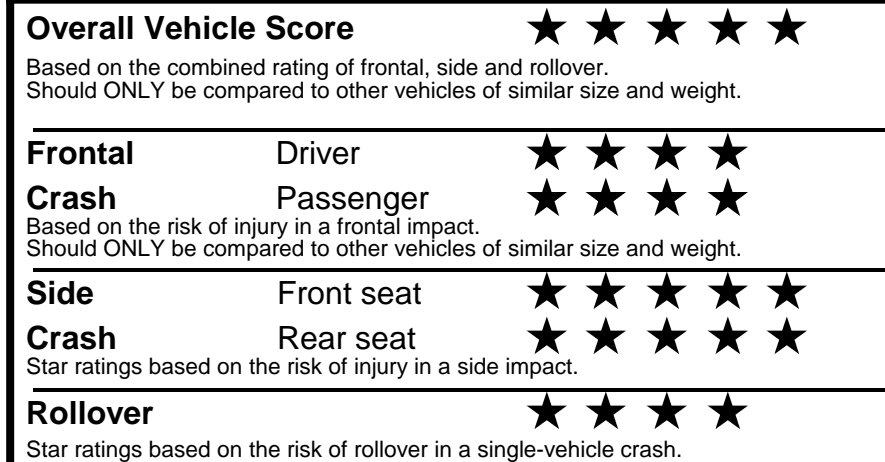 Overall Vehicle Score ★ ★ ★ ★ ★
Based on the combined rating of frontal, side and rollover.
Should ONLY be compared to other vehicles of similar size and weight.
Frontal Driver ★ ★ ★ ★
Crash Passenger ★ ★ ★ ★
Based on the risk of injury in a frontal impact.
Should ONLY be compared to other vehicles of similar size and weight.
Side Front seat ★ ★ ★ ★ ★
Crash Rear seat ★ ★ ★ ★ ★
Star ratings based on the risk of injury in a side impact.
Rollover ★ ★ ★ ★
Star ratings based on the risk of rollover in a single-vehicle crash.